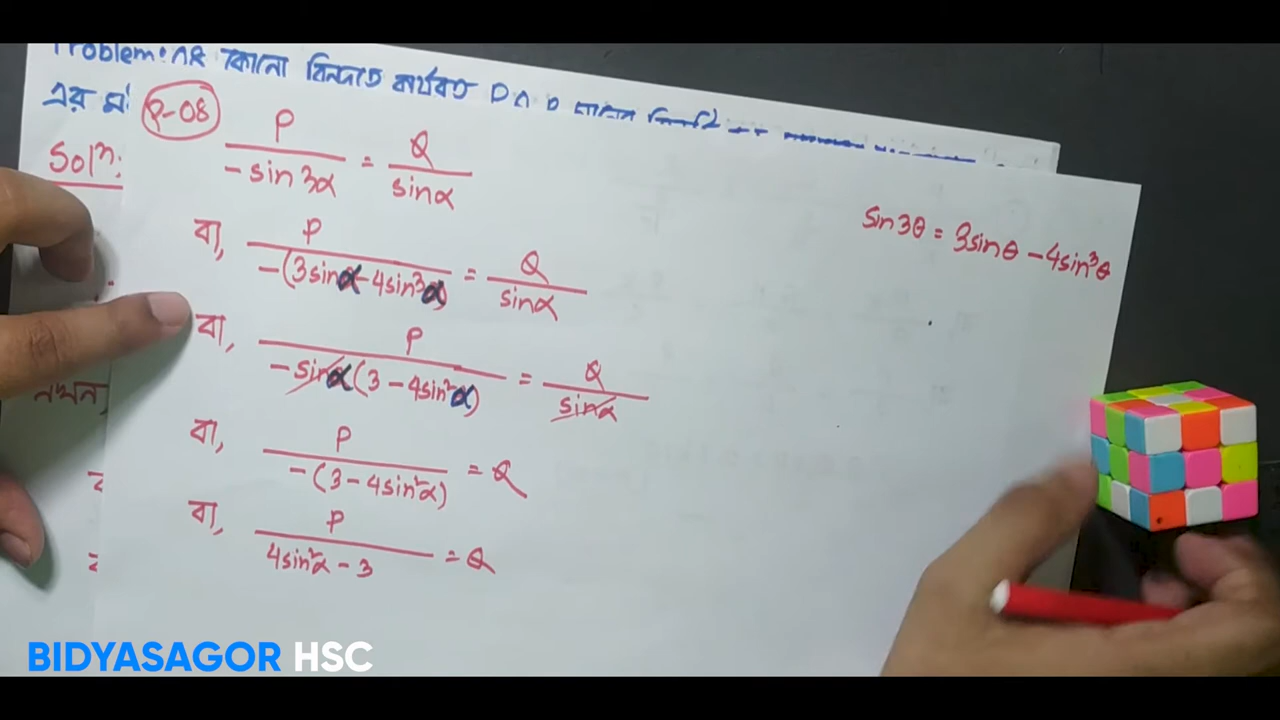 Problem: কোনো বিন্দুতে কার্যরত P ও
এর
P-08
Solⁿ:
P/(-sin 3α) = Q/sinα
sin3θ = 3sinθ - 4sin³θ
বা, P/(-(3sinα - 4sin³α)) = Q/sinα
বা, P/(-sinα(3 - 4sin²α)) = Q/sinα
বা, P/(-(3 - 4sin²α)) = Q
বা, P/(4sin²α - 3) = Q
BIDYASAGOR HSC